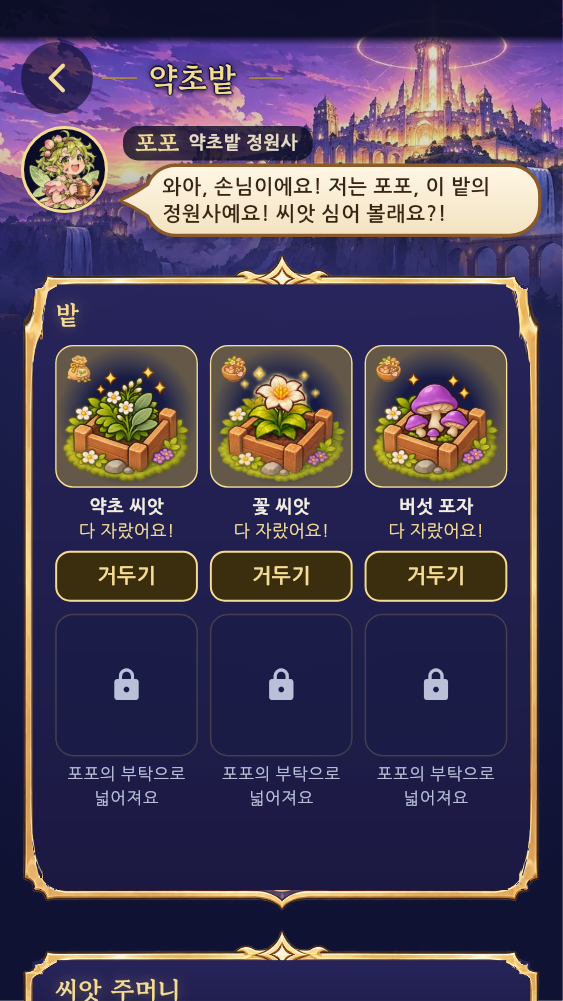 약초밭
포포 약초밭 정원사
와아, 손님이에요! 저는 포포, 이 밭의
정원사예요! 씨앗 심어 볼래요?!
밭
약초 씨앗 꽃 씨앗 버섯 포자
다 자랐어요! 다 자랐어요! 다 자랐어요!
거두기 거두기 거두기
포포의 부탁으로 포포의 부탁으로 포포의 부탁으로
넓어져요 넓어져요 넓어져요
씨앗 주머니